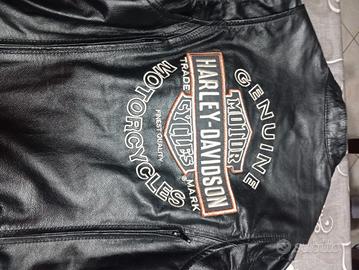 GENUINE
MOTOR
HARLEY-DAVIDSON
CYCLES
TRADE MARK
®
FINEST QUALITY
MOTORCYCLES